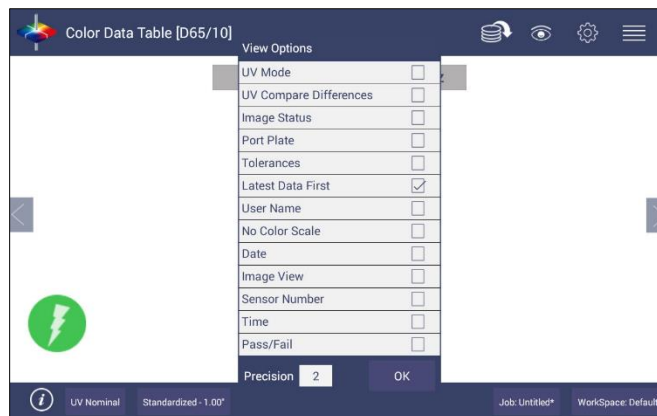 Color Data Table [D65/10]
View Options
UV Mode
UV Compare Differences
Image Status
Port Plate
Tolerances
Latest Data First
User Name
No Color Scale
Date
Image View
Sensor Number
Time
Pass/Fail
Precision 2 OK
i UV Nominal Standardized - 1.00" Job: Untitled* WorkSpace: Default